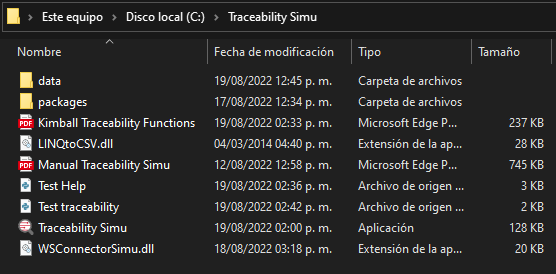 Este equipo > Disco local (C:) > Traceability Simu
Nombre Fecha de modificación Tipo Tamaño
data 19/08/2022 12:45 p. m. Carpeta de archivos
packages 17/08/2022 12:34 p. m. Carpeta de archivos
PDF Kimball Traceability Functions 19/08/2022 02:33 p. m. Microsoft Edge P... 237 KB
LINQtoCSV.dll 04/03/2014 04:40 p. m. Extensión de la ap... 28 KB
PDF Manual Traceability Simu 12/08/2022 12:58 p. m. Microsoft Edge P... 745 KB
Test Help 19/08/2022 02:36 p. m. Archivo de origen ... 3 KB
Test traceability 19/08/2022 02:42 p. m. Archivo de origen ... 2 KB
Traceability Simu 19/08/2022 02:00 p. m. Aplicación 128 KB
WSConnectorSimu.dll 18/08/2022 03:18 p. m. Extensión de la ap... 20 KB